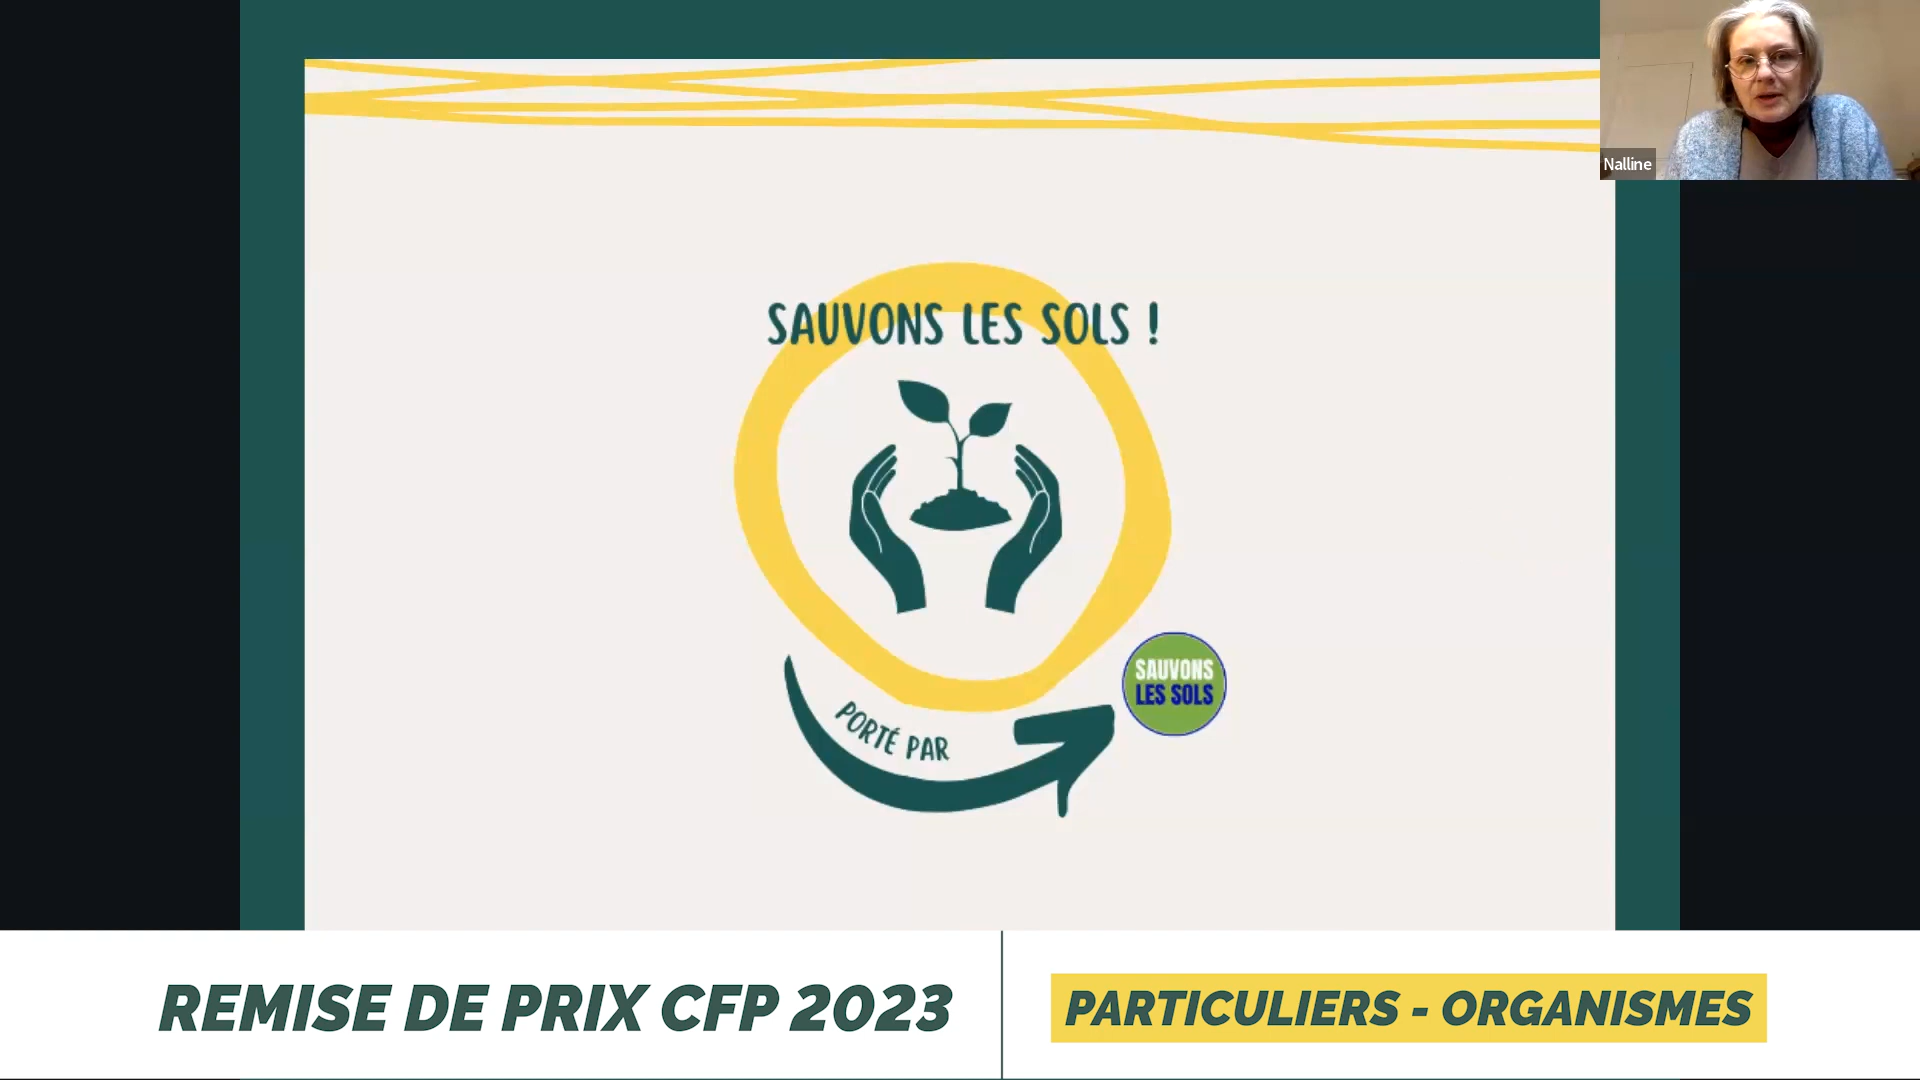 Nalline
SAUVONS LES SOLS !
SAUVONS
LES SOLS
PORTÉ PAR
REMISE DE PRIX CFP 2023
PARTICULIERS - ORGANISMES